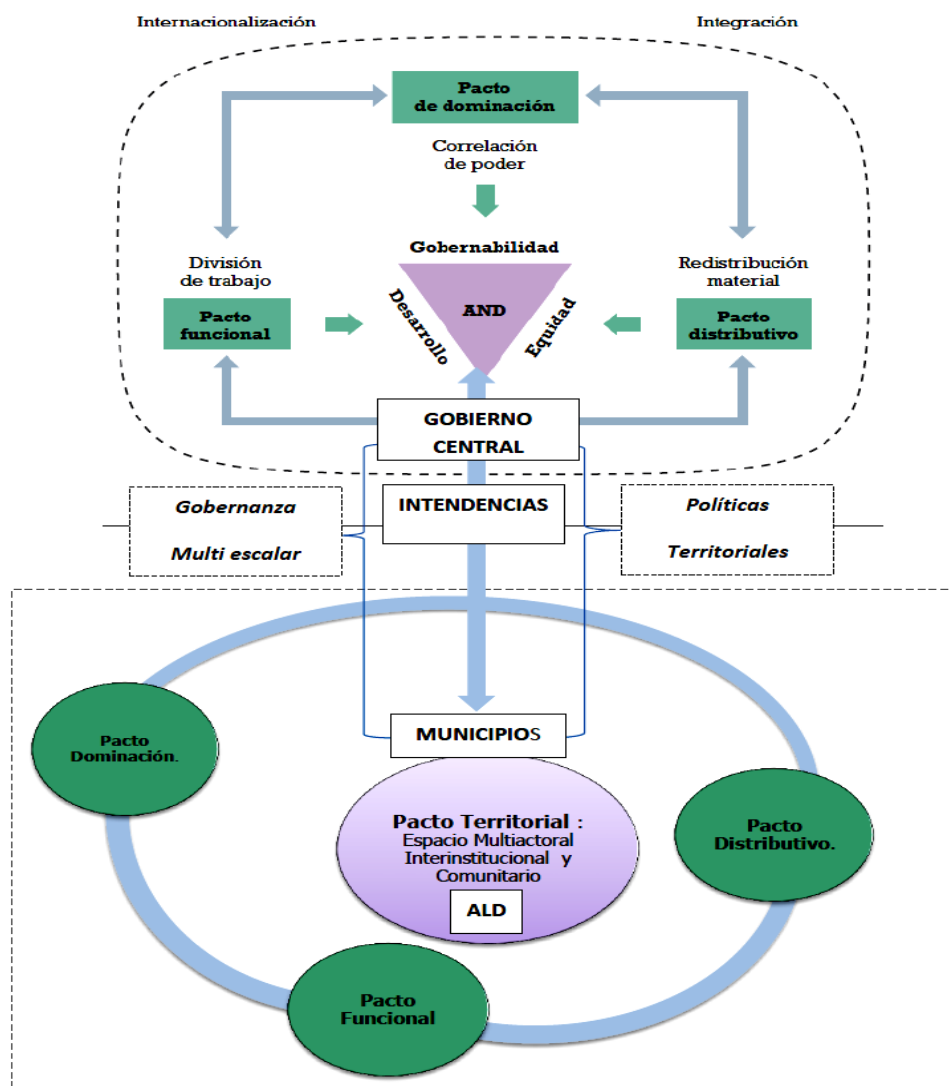 Internacionalización
Integración
Pacto
de dominación
Correlación
de poder
Gobernabilidad
División
de trabajo
Redistribución
material
Pacto
funcional
Desarrollo
AND
Equidad
Pacto
distributivo
GOBIERNO
CENTRAL
Gobernanza
Multi escalar
INTENDENCIAS
Políticas
Territoriales
MUNICIPIOS
Pacto
Dominación.
Pacto Territorial :
Espacio Multiactoral
Interinstitucional y
Comunitario
ALD
Pacto
Distributivo.
Pacto
Funcional